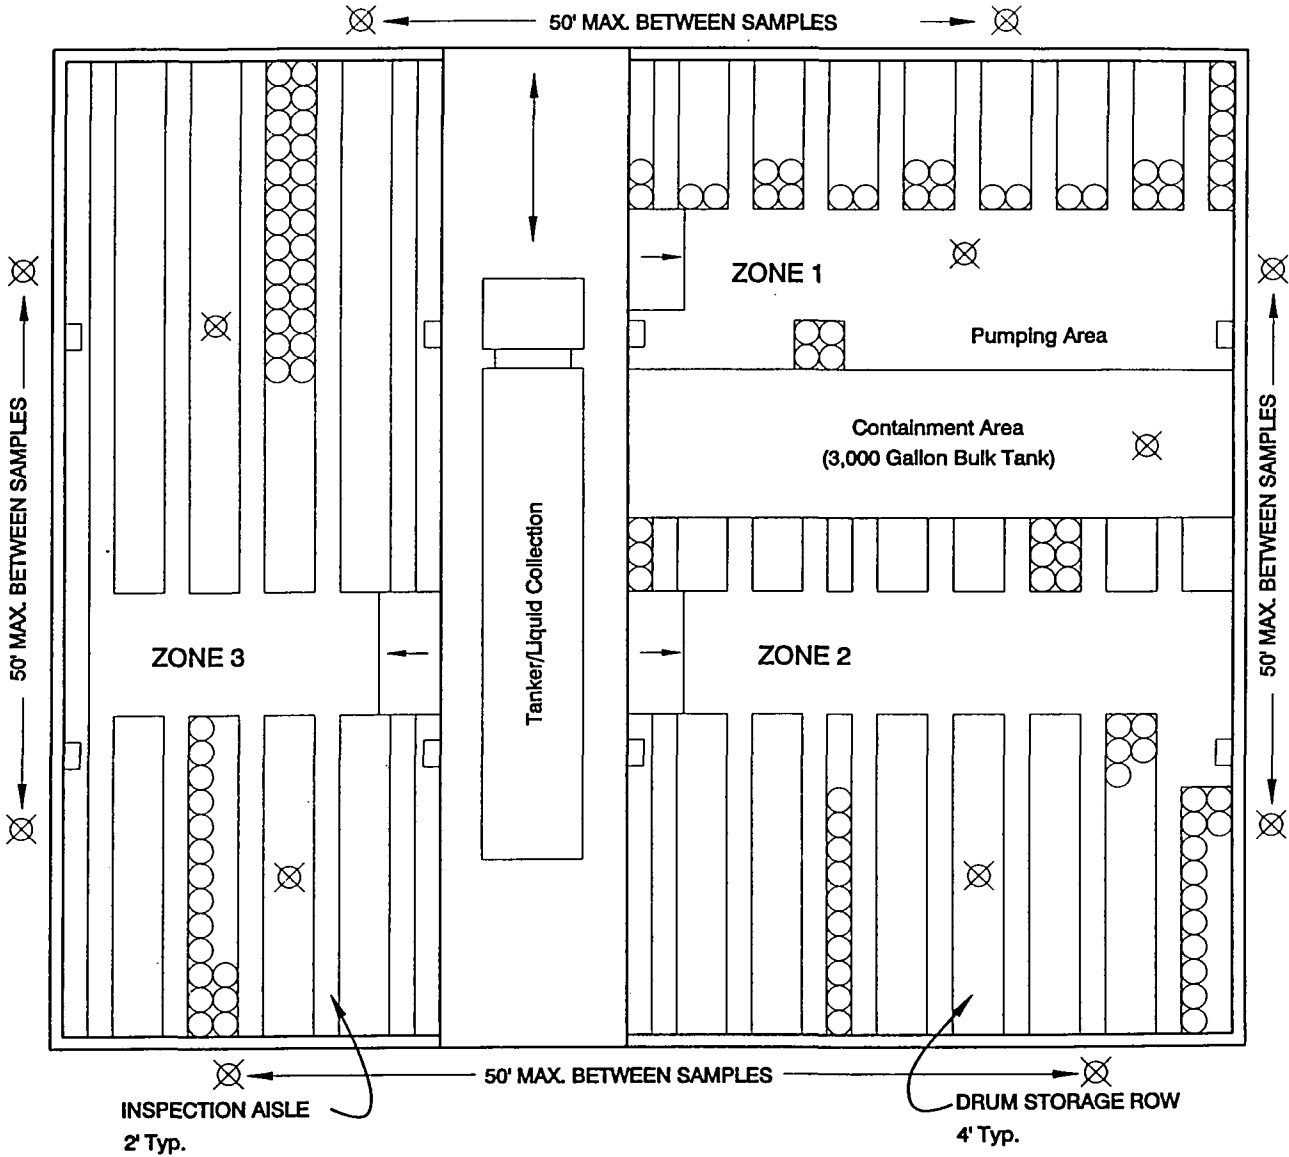 50' MAX. BETWEEN SAMPLES
ZONE 1
Pumping Area
Containment Area
(3,000 Gallon Bulk Tank)
50' MAX. BETWEEN SAMPLES
Tanker/Liquid Collection
50' MAX. BETWEEN SAMPLES
ZONE 3
ZONE 2
50' MAX. BETWEEN SAMPLES
INSPECTION AISLE
2' Typ.
DRUM STORAGE ROW
4' Typ.